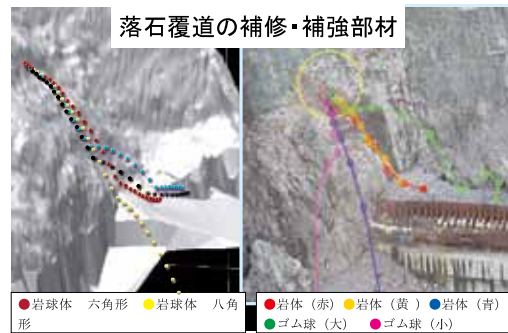 落石覆道の補修・補強部材
●岩球体　六角形　●岩球体　八角
形
●岩体（赤）●岩体（黄 ）●岩体（青）
●ゴム球（大）　●ゴム球（小）